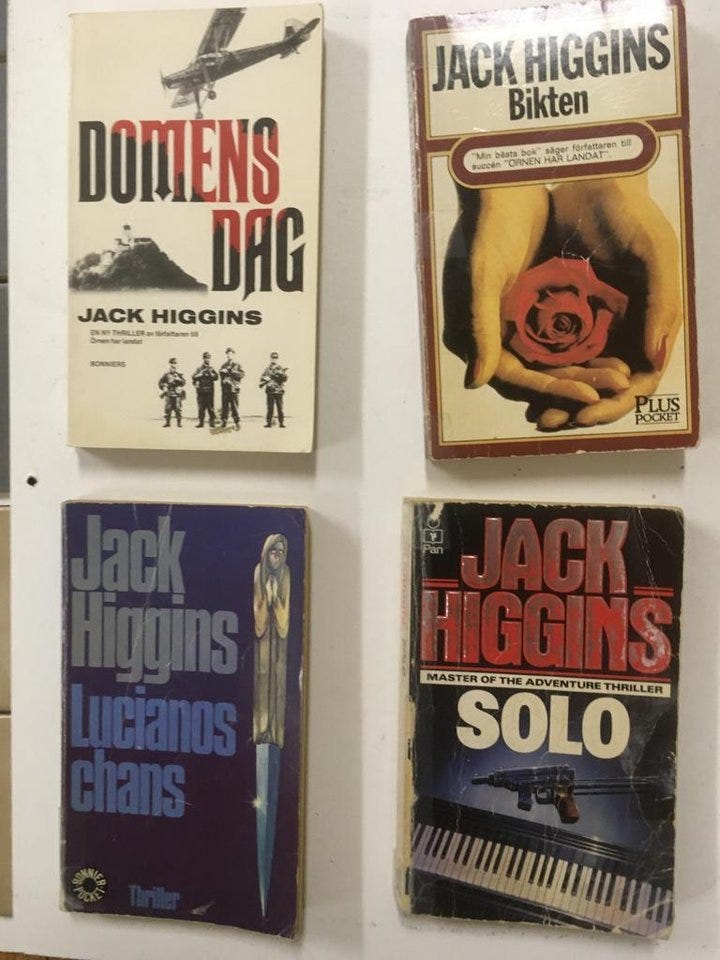 DOMENS
DAG
JACK HIGGINS
EN NY THRILLER av författaren till
Örnen har landat
BONNIERS
JACK HIGGINS
Bikten
"Min bästa bok" säger författaren till
succén "ÖRNEN HAR LANDAT".
PLUS
POCKET
Jack
Higgins
Lucianos
chans
BONNIER
POCKET
Thriller
Pan
JACK
HIGGINS
MASTER OF THE ADVENTURE THRILLER
SOLO